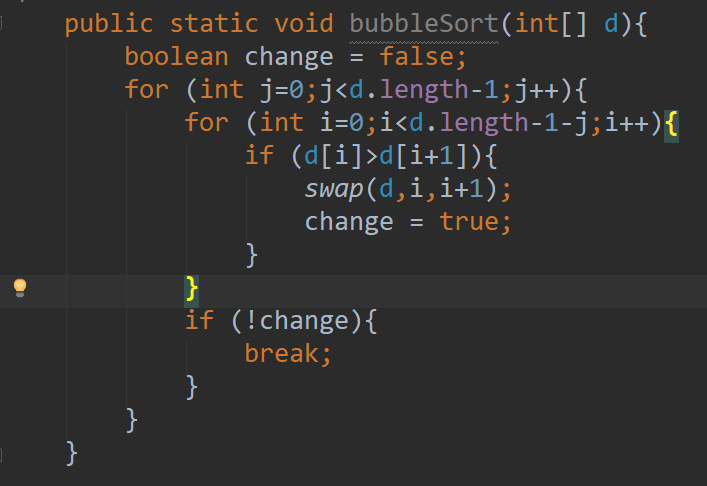 public static void bubbleSort(int[] d){
    boolean change = false;
    for (int j=0;j<d.length-1;j++){
        for (int i=0;i<d.length-1-j;i++){
            if (d[i]>d[i+1]){
                swap(d,i,i+1);
                change = true;
            }
        }
        if (!change){
            break;
        }
    }
}